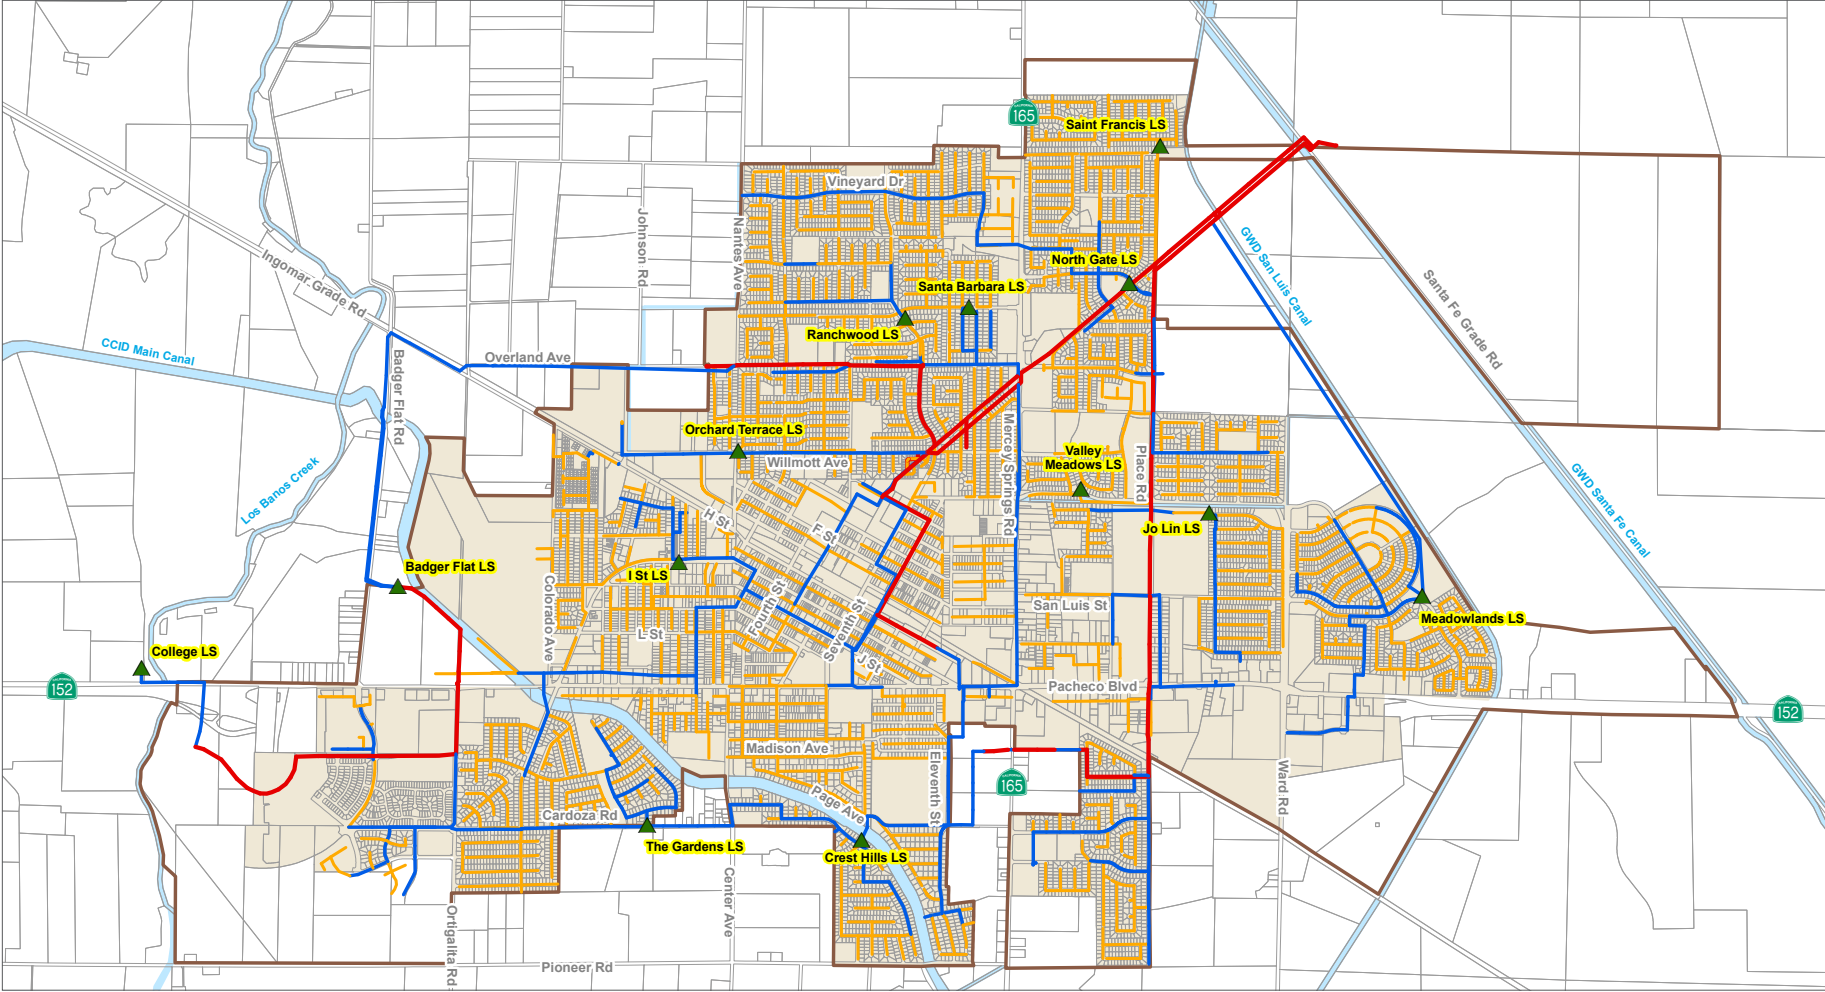 165
Saint Francis LS
Vineyard Dr
Johnson Rd
Nantes Ave
Ingomar Grade Rd
North Gate LS
GWD San Luis Canal
Santa Barbara LS
Santa Fe Grade Rd
Ranchwood LS
CCID Main Canal
Overland Ave
Badger Flat Rd
Orchard Terrace LS
Willmott Ave
Mercey Springs Rd
Valley
Meadows LS
Place Rd
Los Banos Creek
GWD Santa Fe Canal
H St
F St
Jo Lin LS
Badger Flat LS
I St LS
Colorado Ave
Fourth St
Seventh St
San Luis St
Meadowlands LS
L St
J St
College LS
152
Pacheco Blvd
152
Madison Ave
Eleventh St
165
Ward Rd
Page Ave
Cardoza Rd
The Gardens LS
Crest Hills LS
Center Ave
Ortigalita Rd
Pioneer Rd